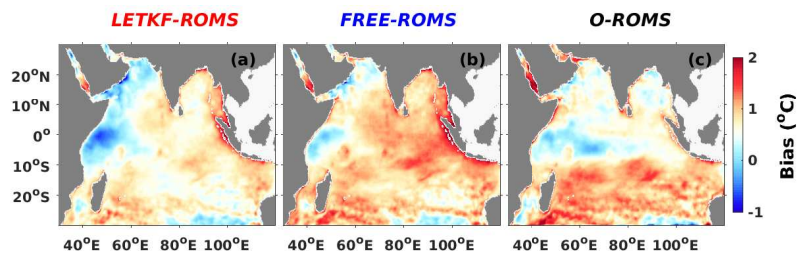 LETKF-ROMS FREE-ROMS O-ROMS
(a) (b) (c)
20°N
10°N
0°
10°S
20°S
40°E 60°E 80°E 100°E 40°E 60°E 80°E 100°E 40°E 60°E 80°E 100°E
2
1
0
-1
Bias (°C)